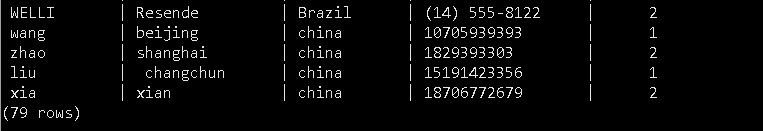 WELLI | Resende | Brazil | (14) 555-8122 | 2
wang | beijing | china | 10705939393 | 1
zhao | shanghai | china | 1829393303 | 2
liu | changchun | china | 15191423356 | 1
xia | xian | china | 18706772679 | 2
(79 rows)